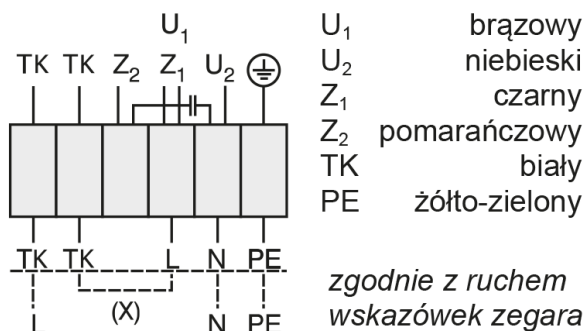 U₁
TK TK Z₂ Z₁ U₂
TK TK L N PE
(X)
L N PE
U₁ brązowy
U₂ niebieski
Z₁ czarny
Z₂ pomarańczowy
TK biały
PE żółto-zielony
zgodnie z ruchem
wskazówek zegara